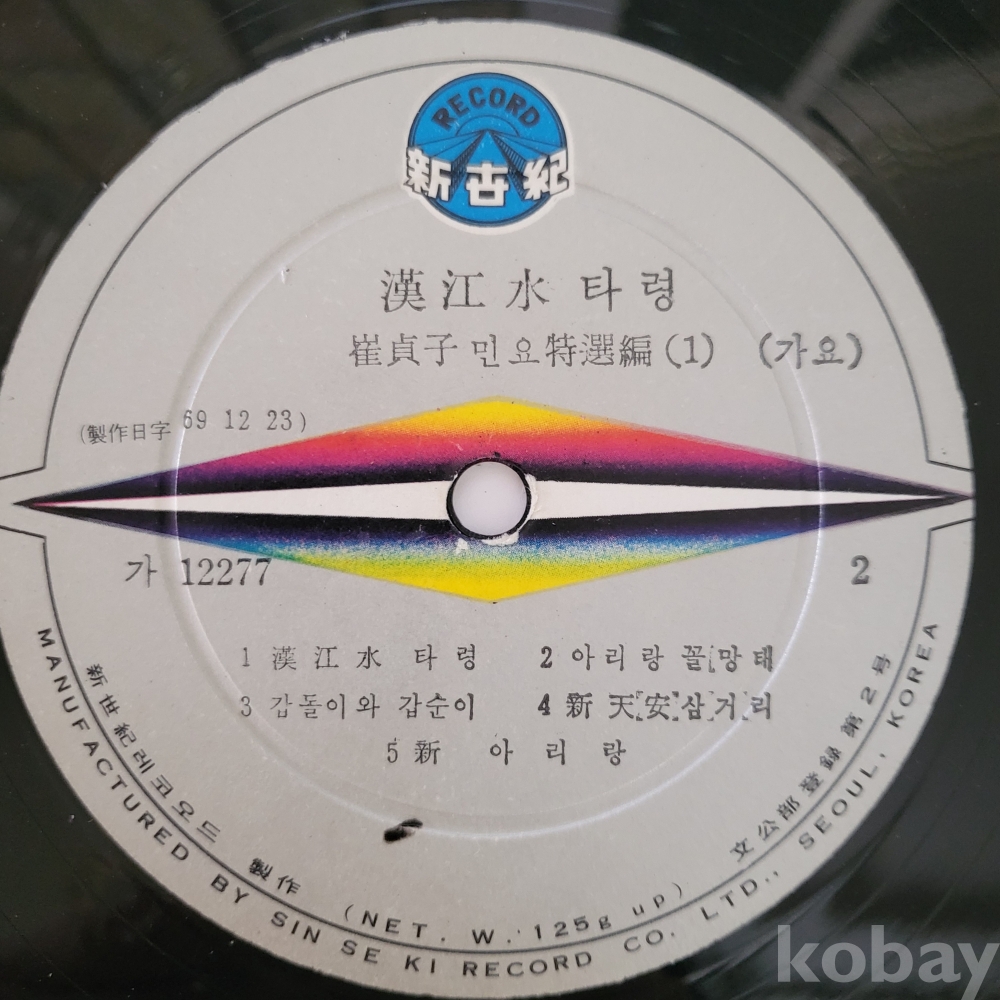 RECORD
新世紀
漢江水 타령
崔貞子 민요特選編 (1) (가요)
(製作日字 69 12 23)
가 12277
2
1 漢江水 타령 2 아리랑꼴망태
3 갑돌이와 갑순이 4 新 天安삼거리
5 新 아리랑
新世紀레코오드 製作 (NET. W. 125g up) 文公部登録第2号
MANUFACTURED BY SIN SE KI RECORD CO. LTD., SEOUL, KOREA
kobay